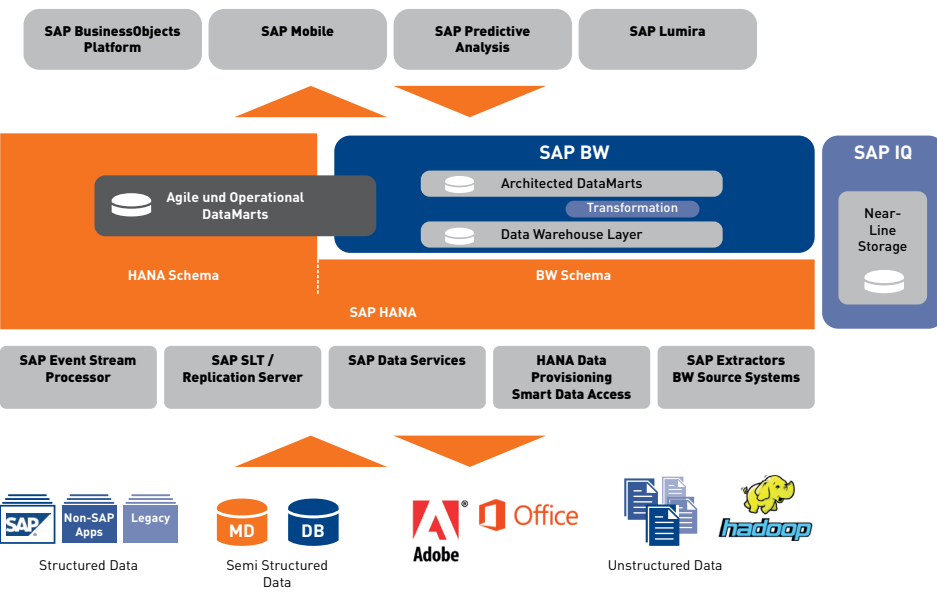 SAP BusinessObjects
Platform
SAP Mobile
SAP Predictive
Analysis
SAP Lumira
SAP BW
SAP IQ
Architected DataMarts
Agile und Operational
DataMarts
Transformation
Data Warehouse Layer
Near-
Line
Storage
HANA Schema
BW Schema
SAP HANA
SAP Event Stream
Processor
SAP SLT /
Replication Server
SAP Data Services
HANA Data
Provisioning
Smart Data Access
SAP Extractors
BW Source Systems
SAP
Non-SAP
Apps
Legacy
MD
DB
Adobe
Office
hadoop
Structured Data
Semi Structured
Data
Unstructured Data